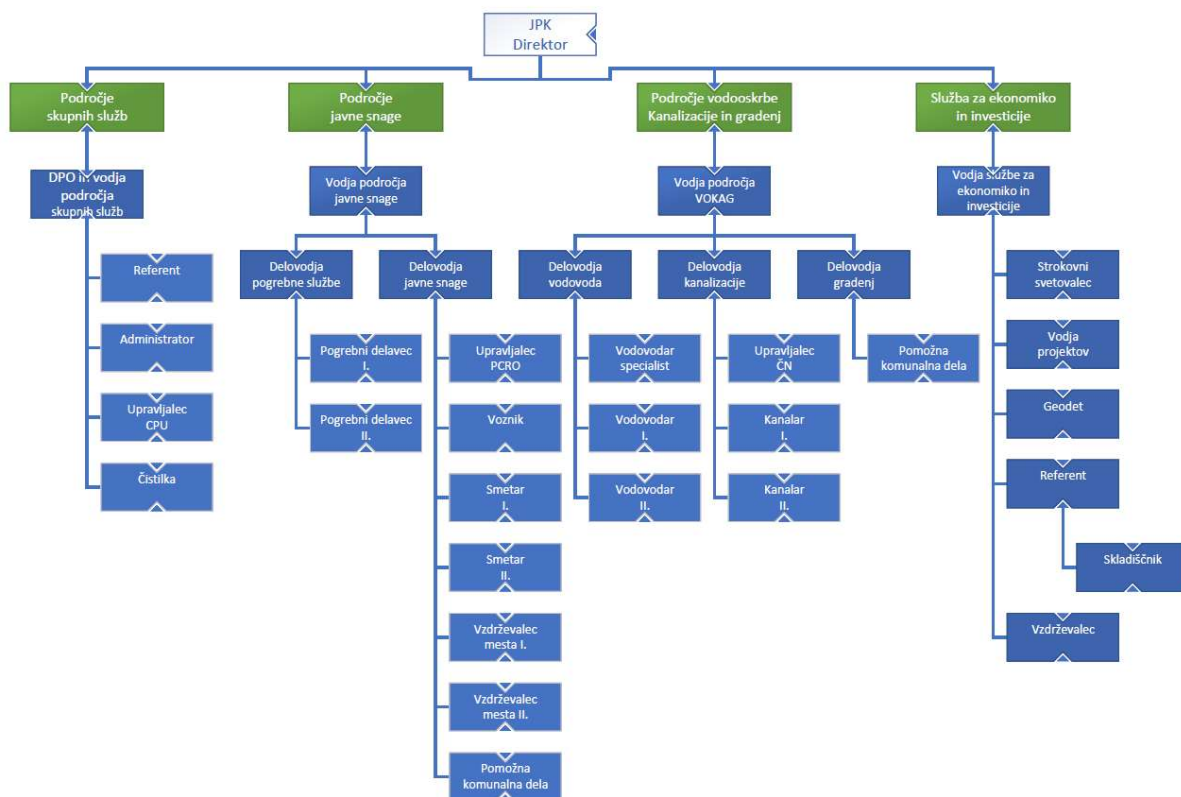 JPK
Direktor
Področje
skupnih služb
Področje
javne snage
Področje vodooskrbe
Kanalizacije in gradenj
Služba za ekonomiko
in investicije
DPO in vodja
področja
skupnih služb
Vodja področja
javne snage
Vodja področja
VOKAG
Vodja službe za
ekonomiko in
investicije
Referent
Administrator
Upravljalec
CPU
Čistilka
Delovodja
pogrebne službe
Delovodja
javne snage
Pogrebni delavec
I.
Pogrebni delavec
II.
Upravljalec
PCRO
Voznik
Smetar
I.
Smetar
II.
Vzdrževalec
mesta I.
Vzdrževalec
mesta II.
Pomožna
komunalna dela
Delovodja
vodovoda
Delovodja
kanalizacije
Delovodja
gradenj
Vodovodar
specialist
Vodovodar
I.
Vodovodar
II.
Upravljalec
ČN
Kanalar
I.
Kanalar
II.
Pomožna
komunalna dela
Strokovni
svetovalec
Vodja
projektov
Geodet
Referent
Skladiščnik
Vzdrževalec